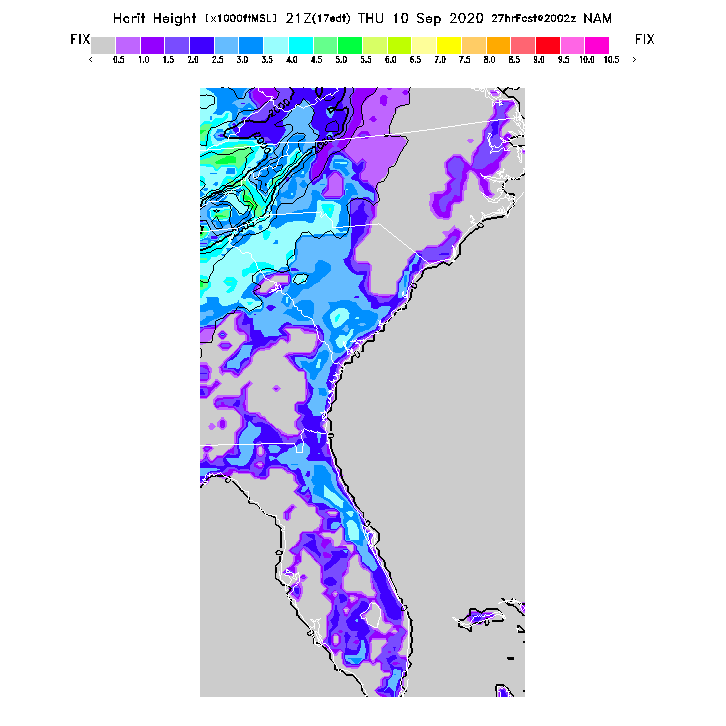 Hcrit Height [x1000ftMSL] 21Z(17edt) THU 10 Sep 2020 27hrFcst@2002z NAM
FIX FIX
< 0.5 1.0 1.5 2.0 2.5 3.0 3.5 4.0 4.5 5.0 5.5 6.0 6.5 7.0 7.5 8.0 8.5 9.0 9.5 10.0 10.5 >